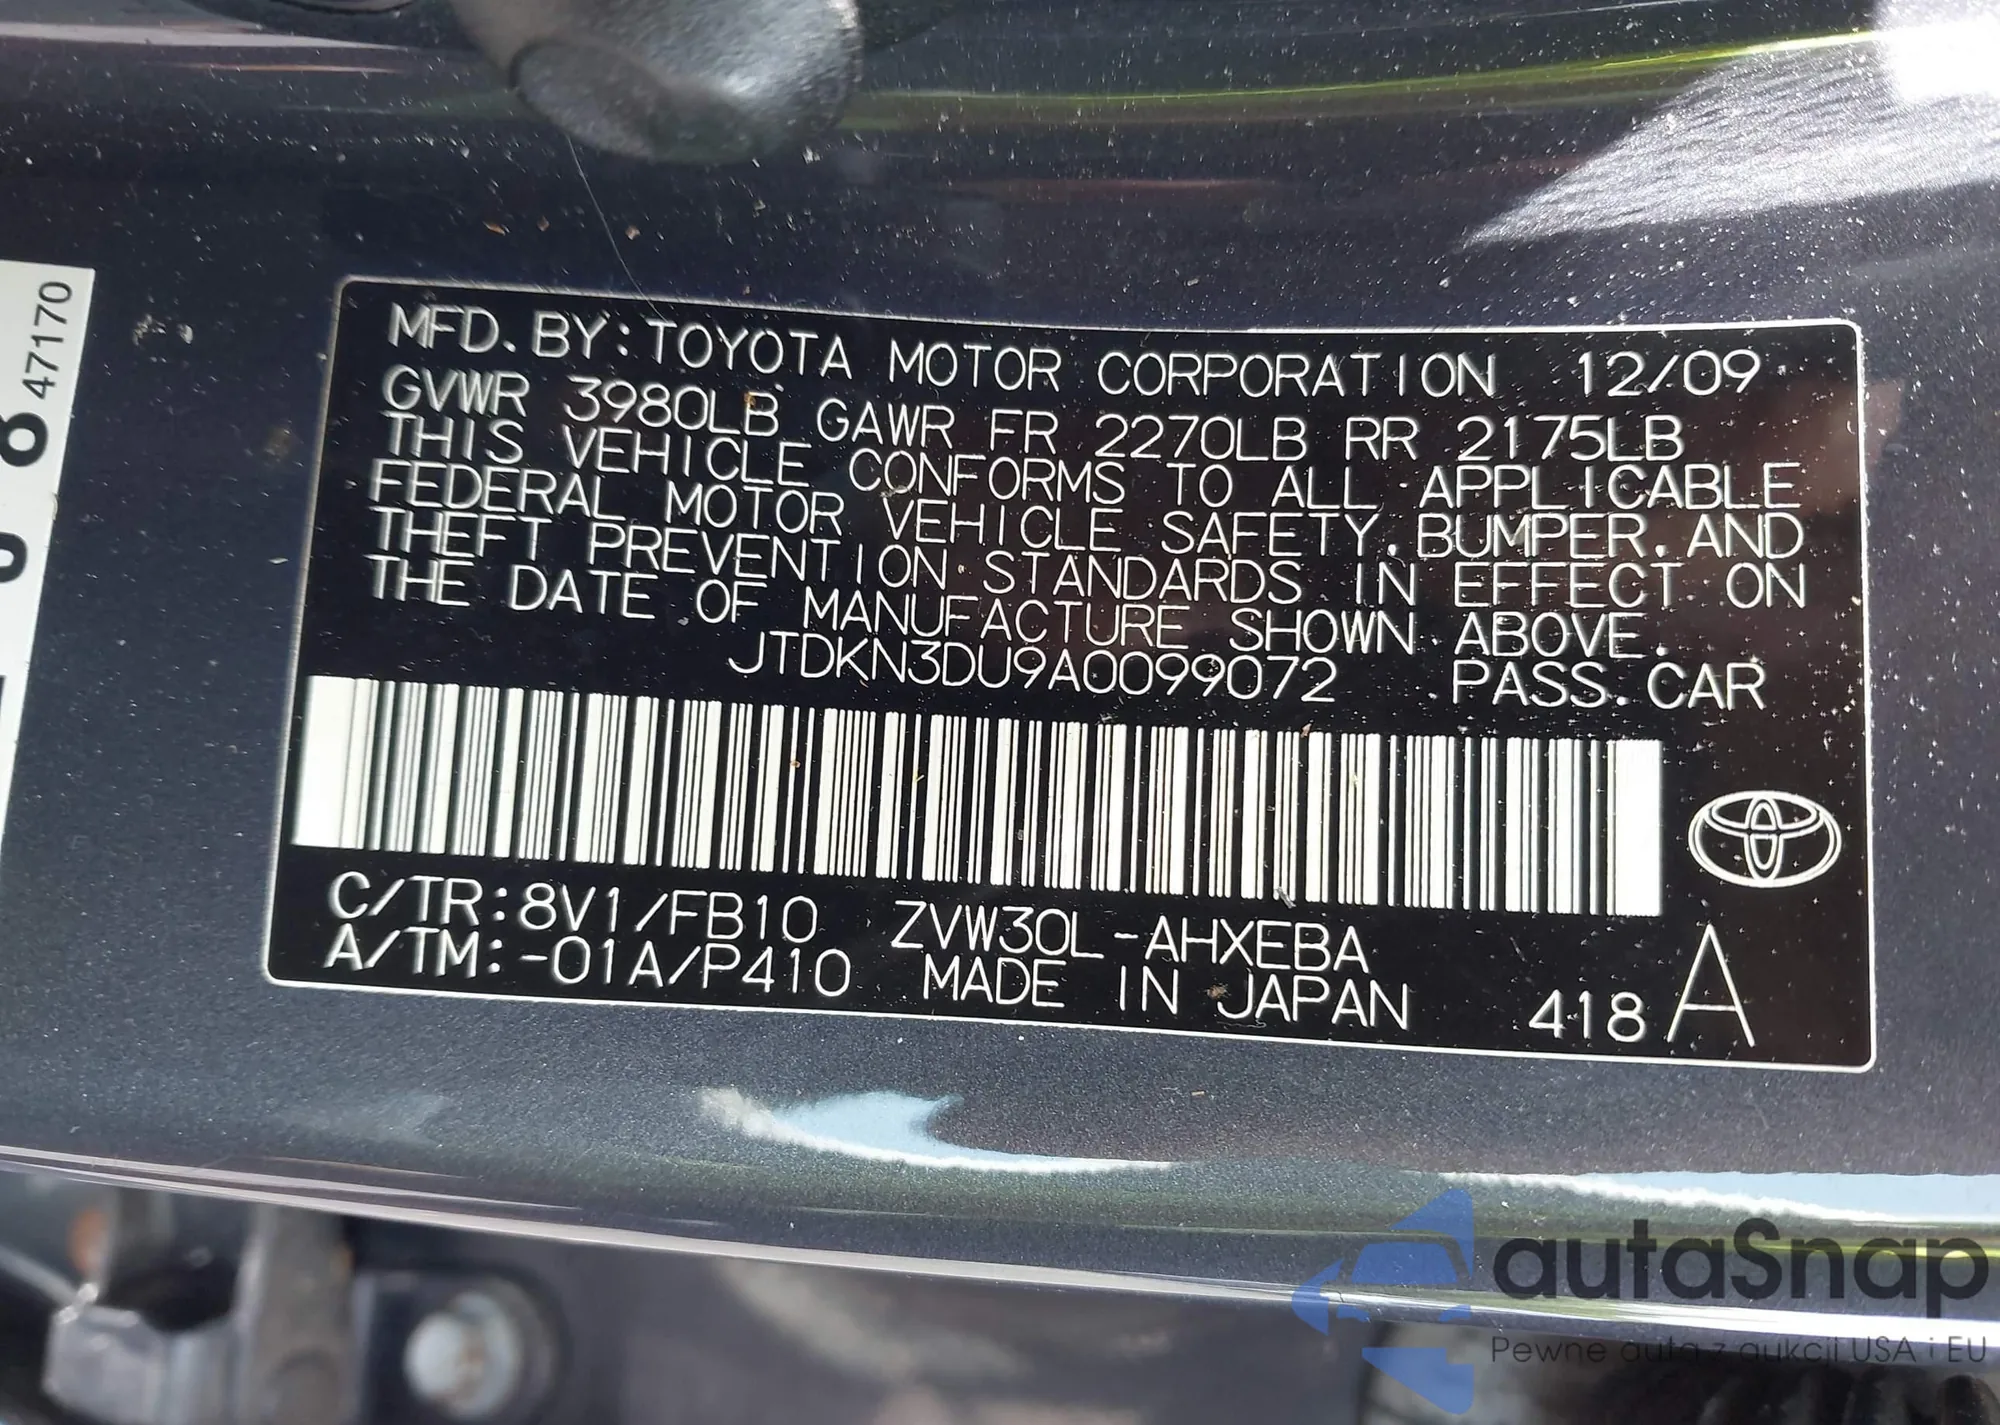 47170
8
MFD. BY: TOYOTA MOTOR CORPORATION 12/09
GVWR 3980LB GAWR FR 2270LB RR 2175LB
THIS VEHICLE CONFORMS TO ALL APPLICABLE
FEDERAL MOTOR VEHICLE SAFETY, BUMPER, AND
THEFT PREVENTION STANDARDS IN EFFECT ON
THE DATE OF MANUFACTURE SHOWN ABOVE.
JTDKN3DU9A0099072 PASS. CAR
C/TR: 8V1/FB10 ZVW30L-AHXEBA
A/TM: -01A/P410 MADE IN JAPAN 418 A
autaSnap
Pewne auta z aukcji USA i EU